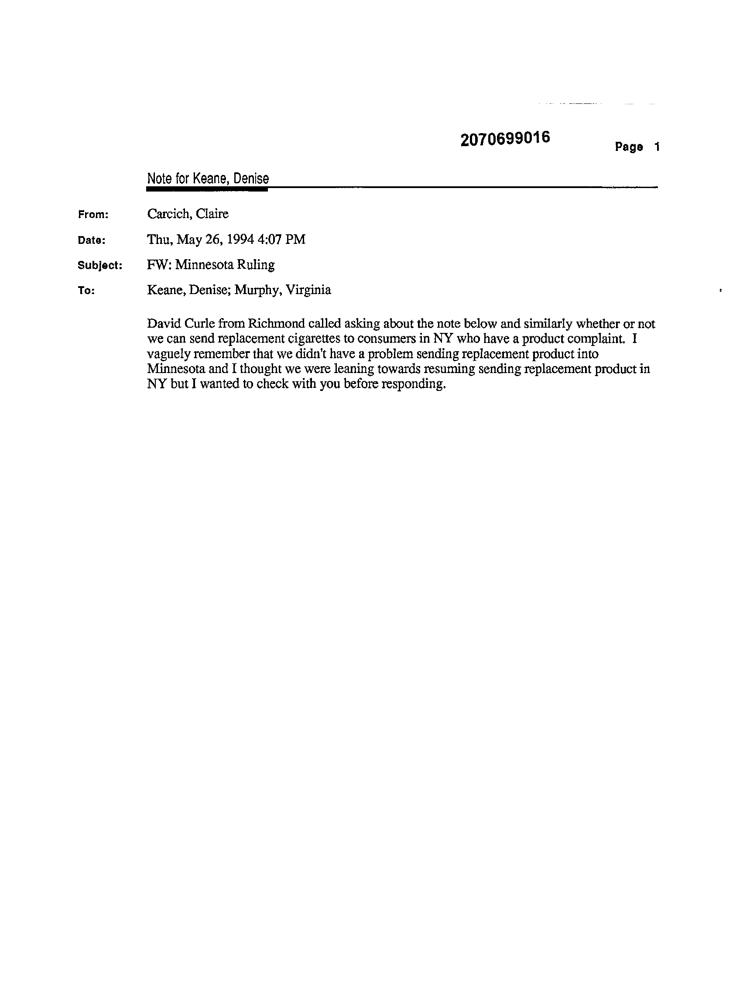 2070699016
Page 1
Note for Keane, Denise
From: Carcich, Claire
Date: Thu, May 26, 1994 4:07 PM
Subject: FW: Minnesota Ruling
To: Keane, Denise; Murphy, Virginia
David Curle from Richmond called asking about the note below and similarly whether or not
we can send replacement cigarettes to consumers in NY who have a product complaint. I
vaguely remember that we didn't have a problem sending replacement product into
Minnesota and I thought we were leaning towards resuming sending replacement product in
NY but I wanted to check with you before responding.